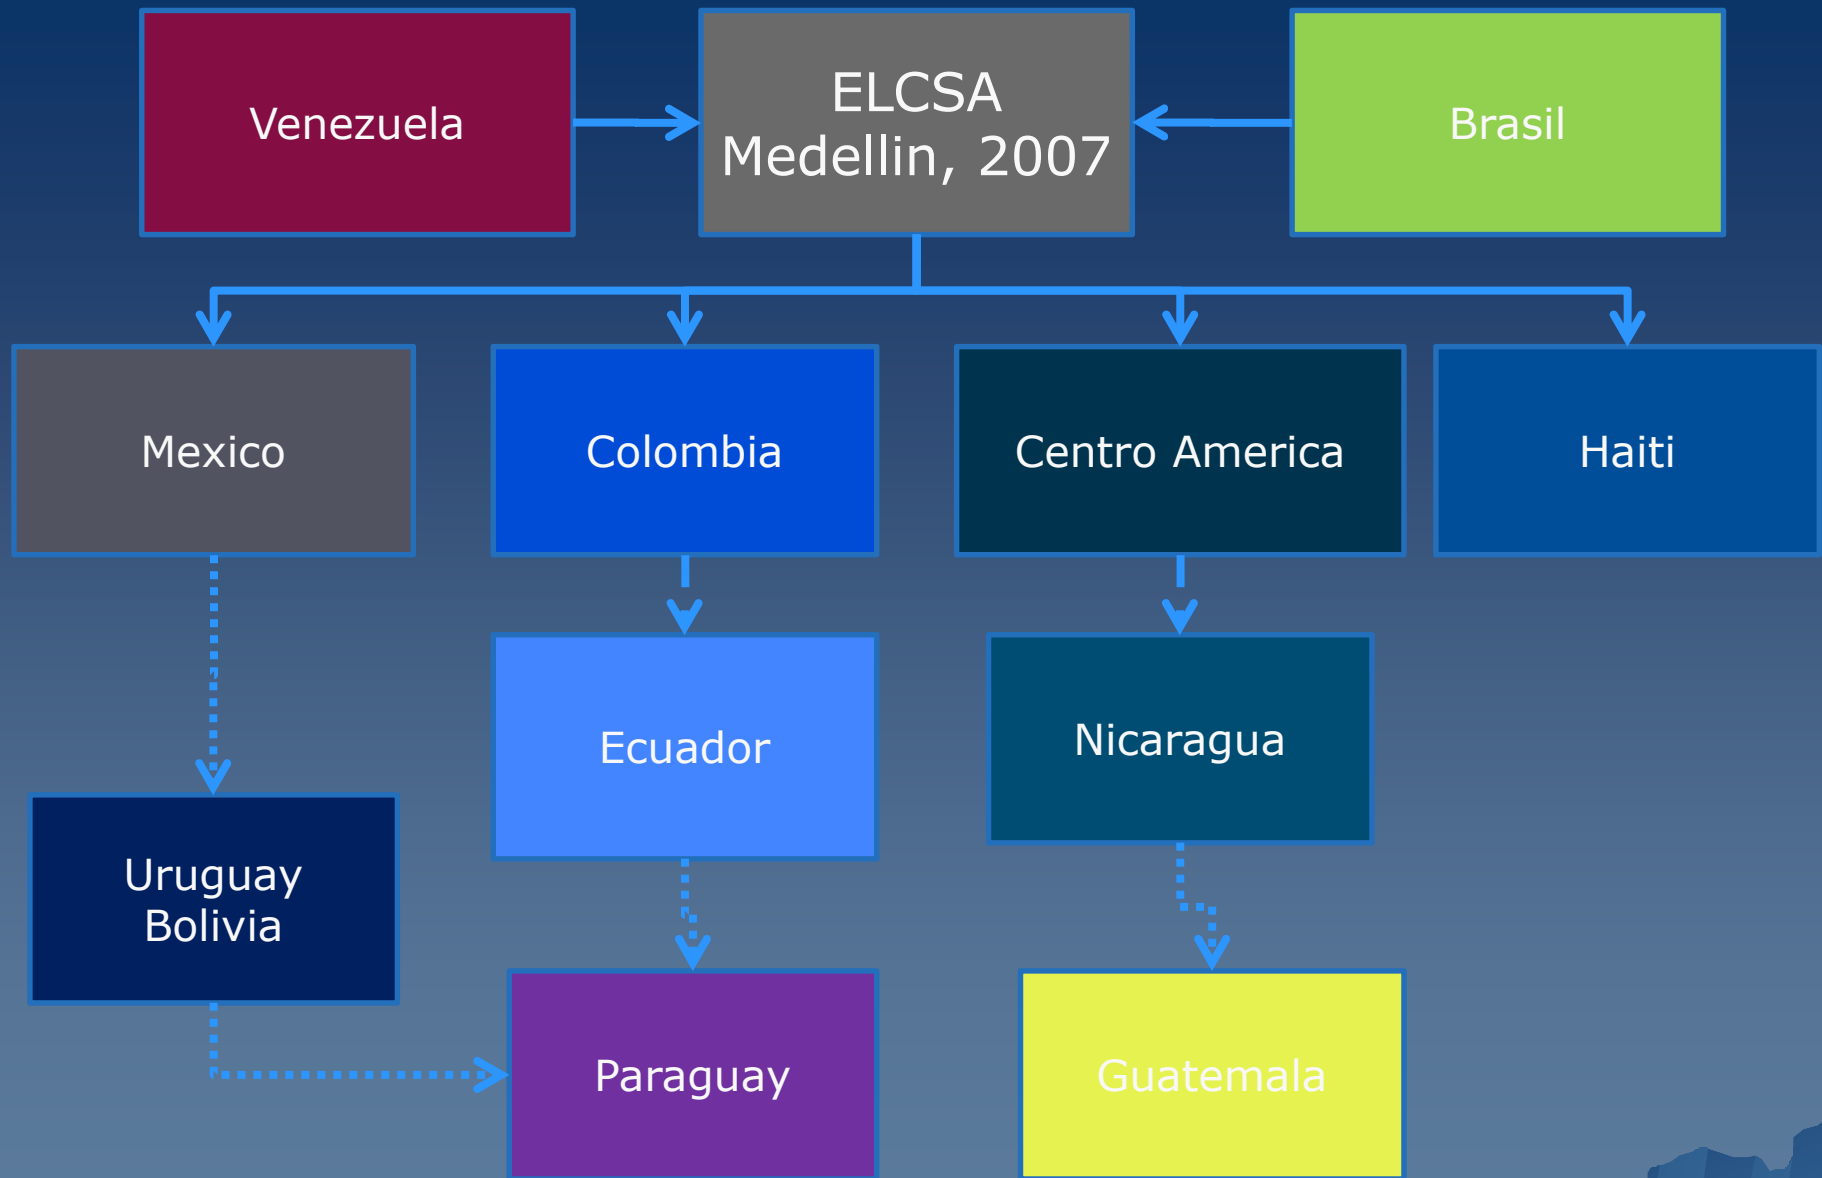 Venezuela
ELCSA
Medellin, 2007
Brasil
Mexico
Colombia
Centro America
Haiti
Ecuador
Nicaragua
Uruguay
Bolivia
Paraguay
Guatemala